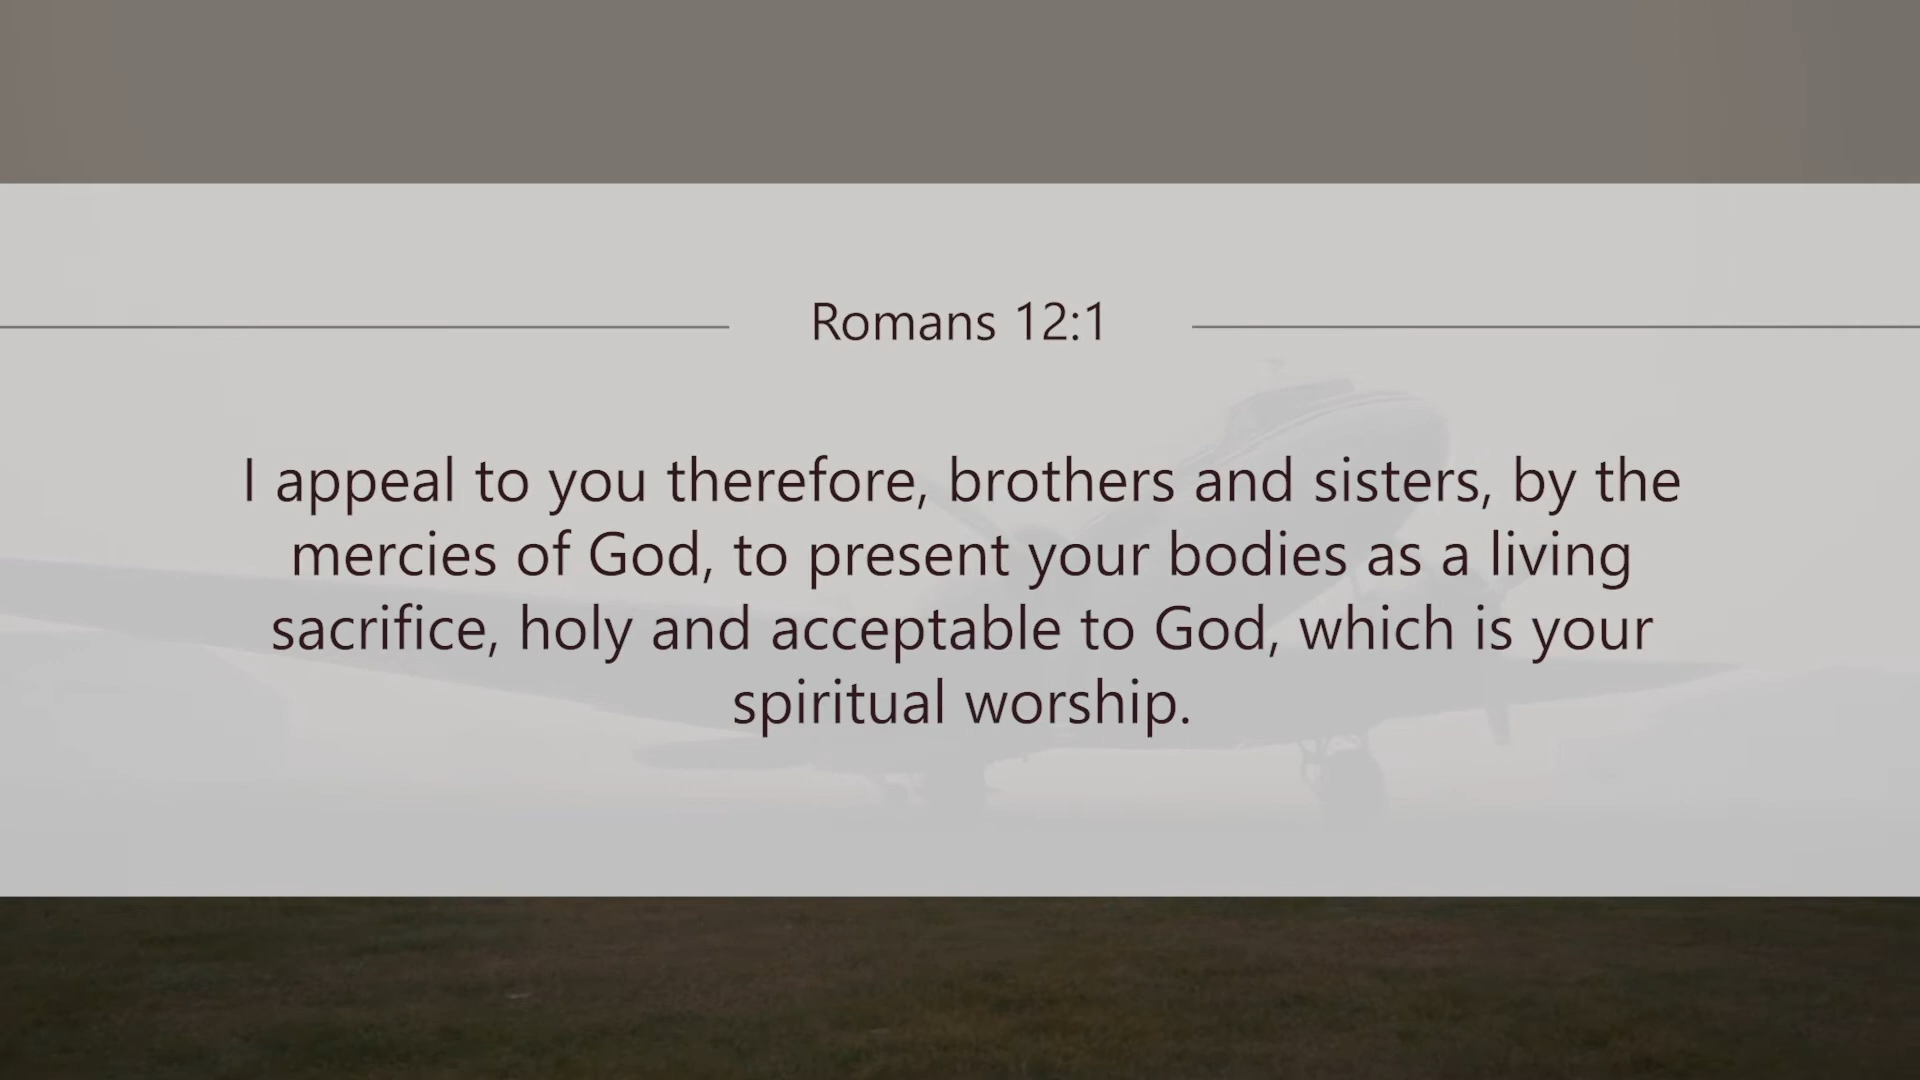 Romans 12:1
I appeal to you therefore, brothers and sisters, by the
mercies of God, to present your bodies as a living
sacrifice, holy and acceptable to God, which is your
spiritual worship.